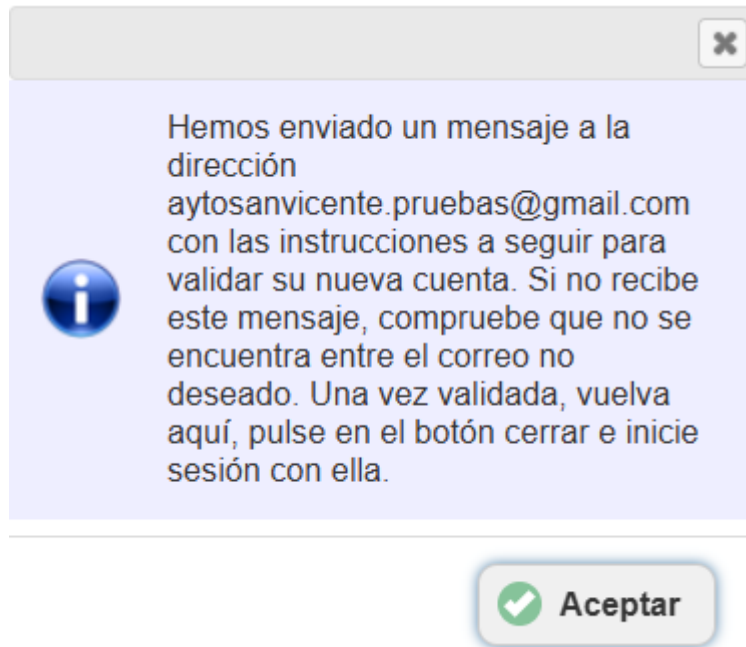 Hemos enviado un mensaje a la
dirección
aytosanvicente.pruebas@gmail.com
con las instrucciones a seguir para
validar su nueva cuenta. Si no recibe
este mensaje, compruebe que no se
encuentra entre el correo no
deseado. Una vez validada, vuelva
aquí, pulse en el botón cerrar e inicie
sesión con ella.
Aceptar